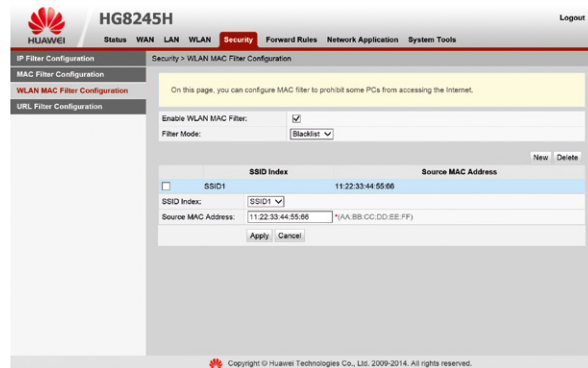 HG8245H
Logout
HUAWEI
Status WAN LAN WLAN Security Forward Rules Network Application System Tools
IP Filter Configuration
MAC Filter Configuration
WLAN MAC Filter Configuration
URL Filter Configuration
Security > WLAN MAC Filter Configuration
On this page, you can configure MAC filter to prohibit some PCs from accessing the Internet.
Enable WLAN MAC Filter:
Filter Mode: Blacklist
New Delete
SSID Index Source MAC Address
SSID1 11:22:33:44:55:66
SSID Index: SSID1
Source MAC Address: 11:22:33:44:55:66 *(AA:BB:CC:DD:EE:FF)
Apply Cancel
Copyright © Huawei Technologies Co., Ltd. 2009-2014. All rights reserved.